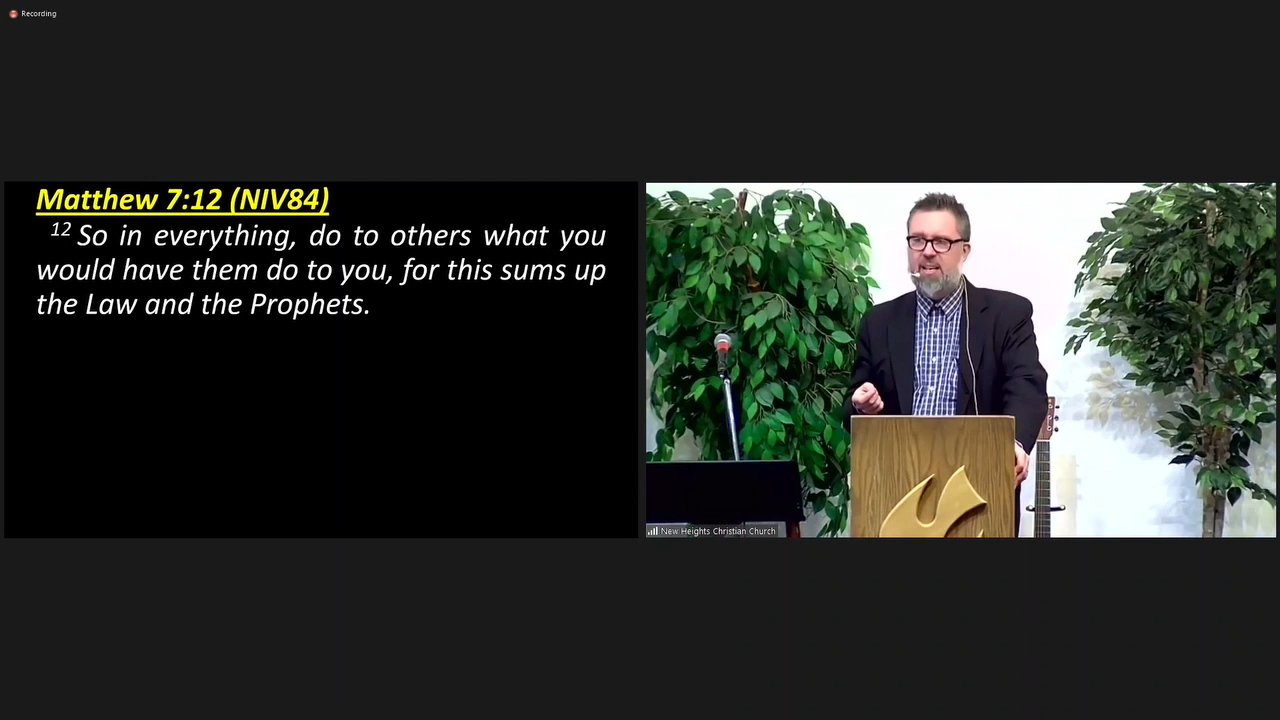 Recording
Matthew 7:12 (NIV84)
12 So in everything, do to others what you
would have them do to you, for this sums up
the Law and the Prophets.
New Heights Christian Church